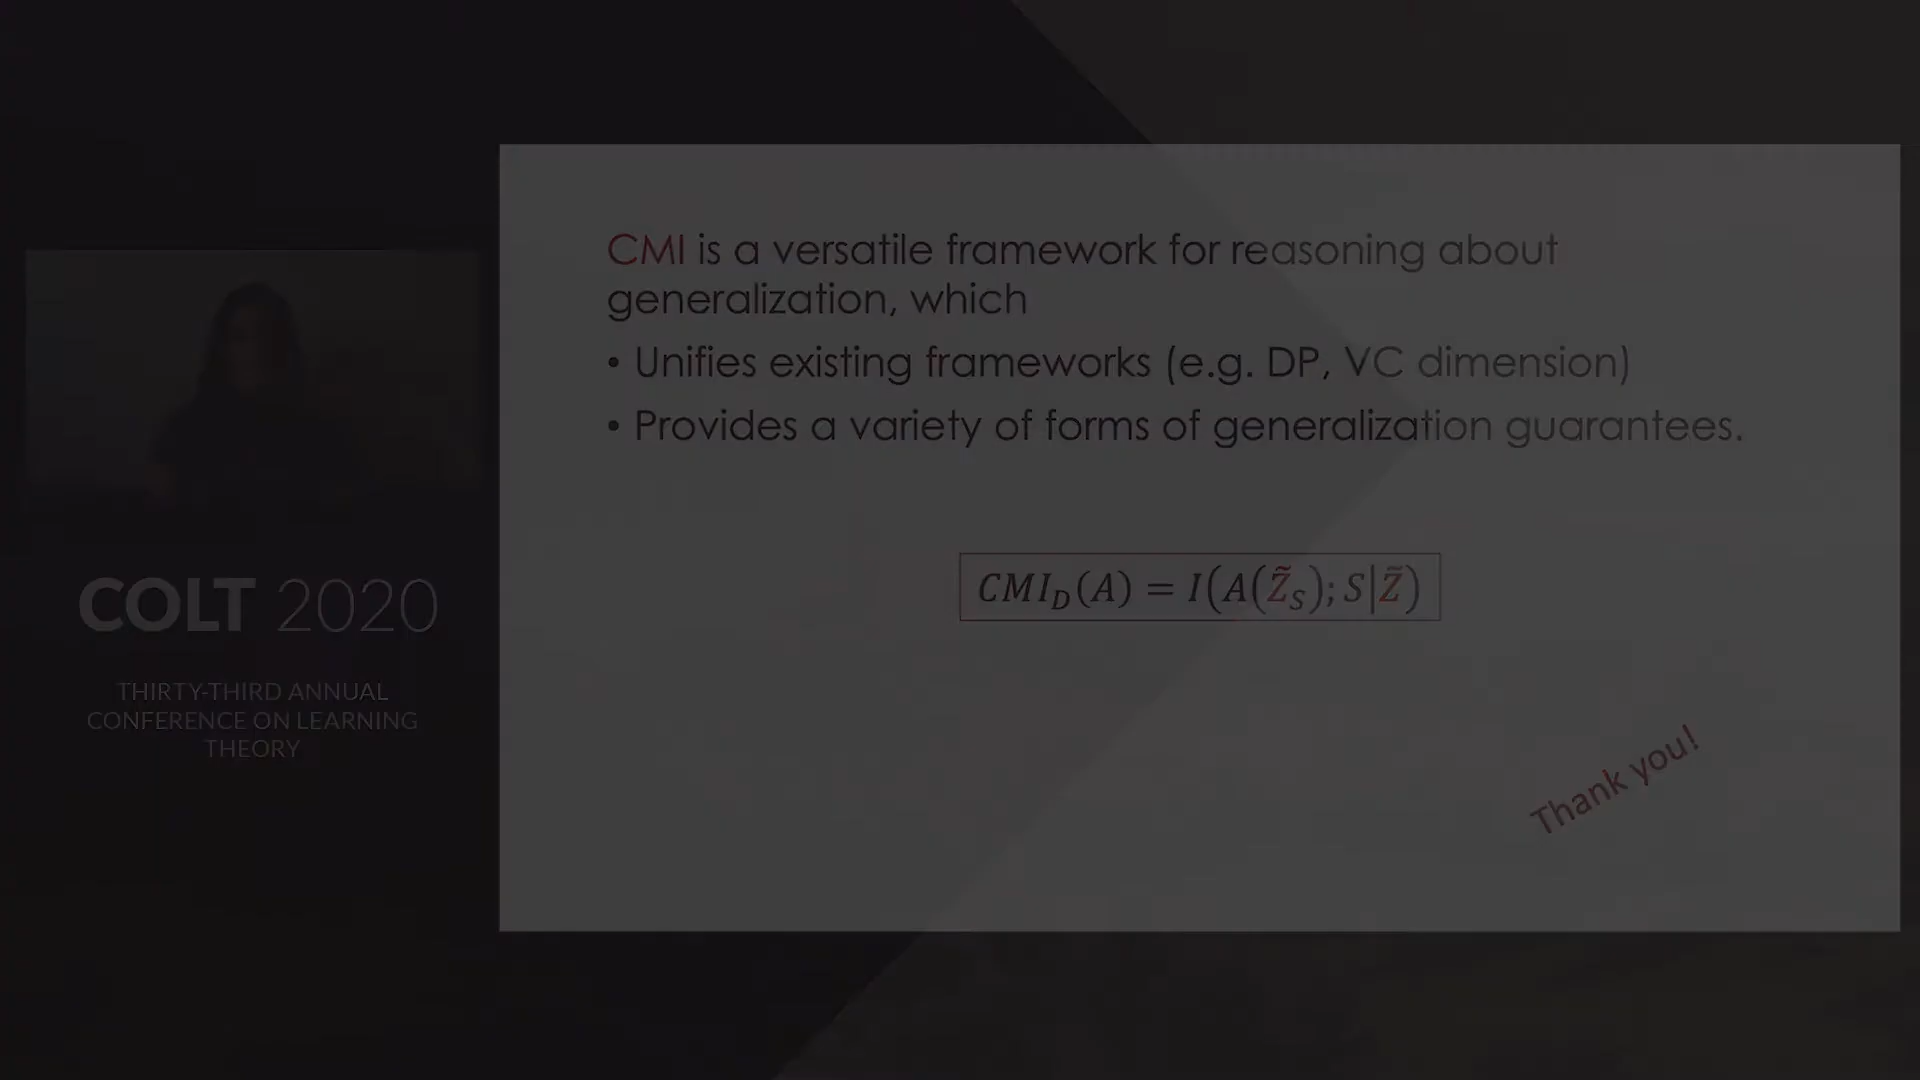 COLT 2020
THIRTY-THIRD ANNUAL
CONFERENCE ON LEARNING
THEORY
CMI is a versatile framework for reasoning about
generalization, which
• Unifies existing frameworks (e.g. DP, VC dimension)
• Provides a variety of forms of generalization guarantees.
CMI_D(A) = I(A(Z̃_S); S|Z̃)
Thank you!